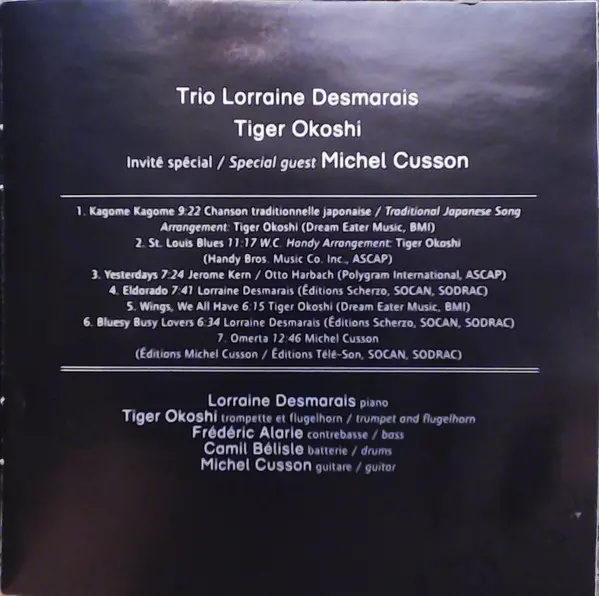 Trio Lorraine Desmarais
Tiger Okoshi
Invité spécial / Special guest Michel Cusson
1. Kagome Kagome 9:22 Chanson traditionnelle japonaise / Traditional Japanese Song
Arrangement: Tiger Okoshi (Dream Eater Music, BMI)
2. St. Louis Blues 11:17 W.C. Handy Arrangement: Tiger Okoshi
(Handy Bros. Music Co. Inc., ASCAP)
3. Yesterdays 7:24 Jerome Kern / Otto Harbach (Polygram International, ASCAP)
4. Eldorado 7:41 Lorraine Desmarais (Éditions Scherzo, SOCAN, SODRAC)
5. Wings, We All Have 6:15 Tiger Okoshi (Dream Eater Music, BMI)
6. Bluesy Busy Lovers 6:34 Lorraine Desmarais (Éditions Scherzo, SOCAN, SODRAC)
7. Omerta 12:46 Michel Cusson
(Éditions Michel Cusson / Éditions Télé-Son, SOCAN, SODRAC)
Lorraine Desmarais piano
Tiger Okoshi trompette et flugelhorn / trumpet and flugelhorn
Frédéric Alarie contrebasse / bass
Camil Bélisle batterie / drums
Michel Cusson guitare / guitar